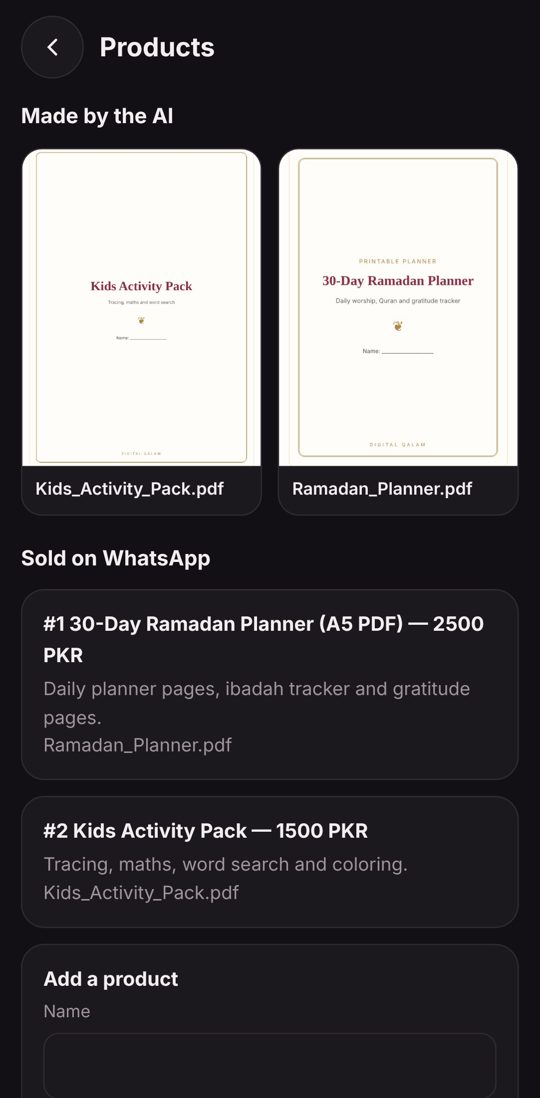 Products
Made by the AI
Kids Activity Pack
Tracing, maths and word search
Name: ________________
DIGITAL QALAM
Kids_Activity_Pack.pdf
PRINTABLE PLANNER
30-Day Ramadan Planner
Daily worship, Quran and gratitude tracker
Name: ________________
DIGITAL QALAM
Ramadan_Planner.pdf
Sold on WhatsApp
#1 30-Day Ramadan Planner (A5 PDF) — 2500
PKR
Daily planner pages, ibadah tracker and gratitude
pages.
Ramadan_Planner.pdf
#2 Kids Activity Pack — 1500 PKR
Tracing, maths, word search and coloring.
Kids_Activity_Pack.pdf
Add a product
Name